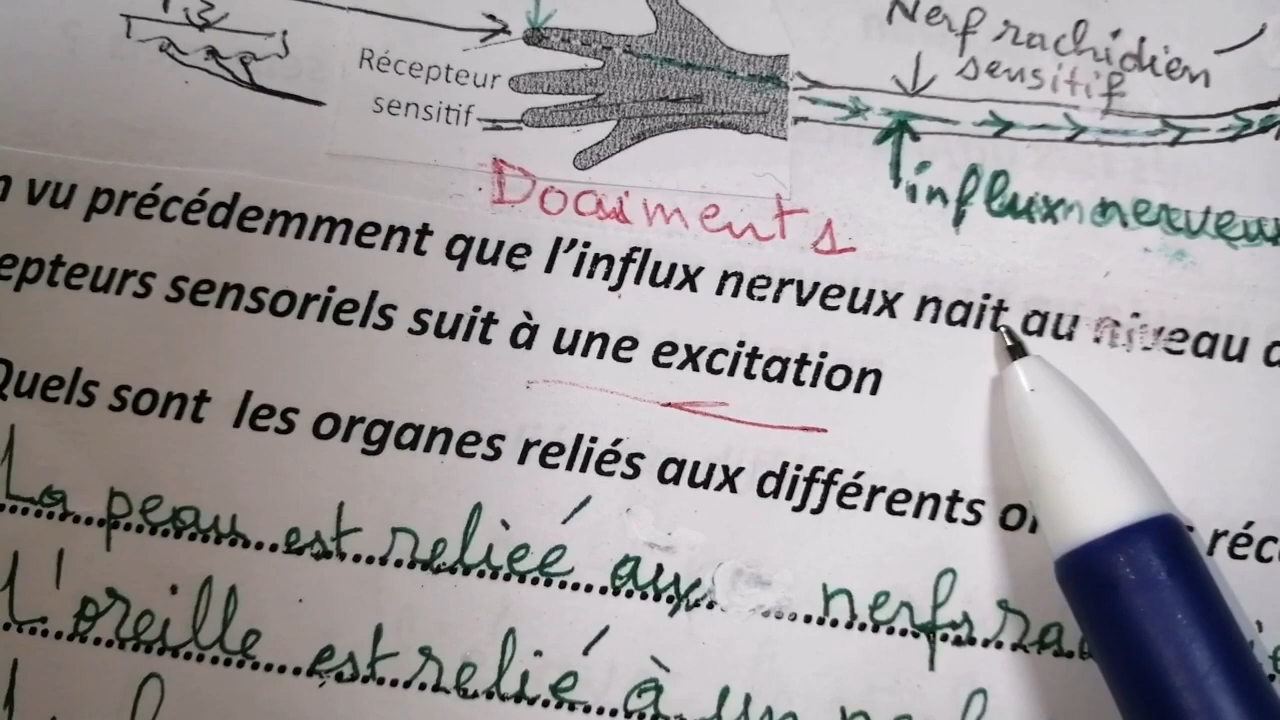 Nerf rachidien
sensitif
Récepteur
sensitif
influx nerveux
Documents
vu précédemment que l'influx nerveux nait au niveau
epteurs sensoriels suit à une excitation
Quels sont les organes reliés aux différents
La peau est reliée aux nerfs
L'oreille est relié à un